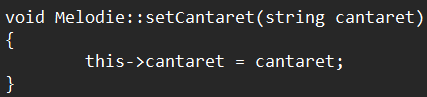 void Melodie::setCantaret(string cantaret)
{
        this->cantaret = cantaret;
}